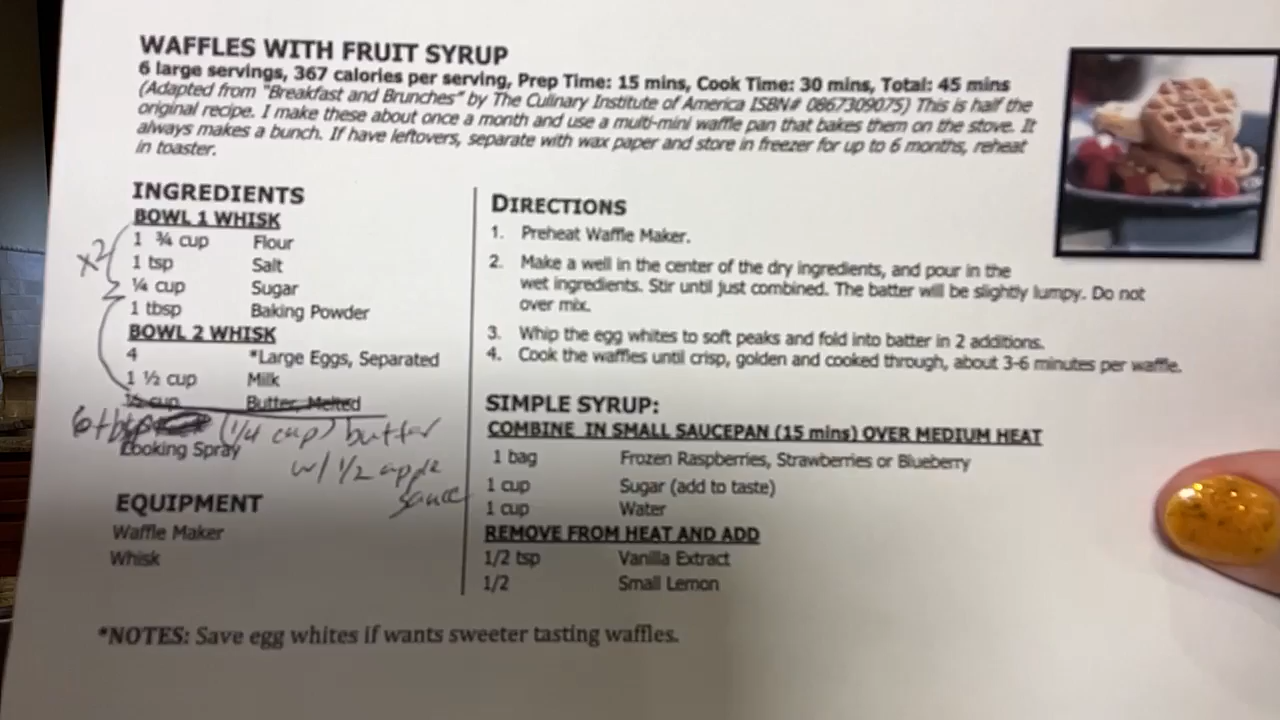 WAFFLES WITH FRUIT SYRUP
6 large servings, 367 calories per serving, Prep Time: 15 mins, Cook Time: 30 mins, Total: 45 mins
(Adapted from "Breakfast and Brunches" by The Culinary Institute of America ISBN# 0867309075) This is half the
original recipe. I make these about once a month and use a multi-mini waffle pan that bakes them on the stove. It
always makes a bunch. If have leftovers, separate with wax paper and store in freezer for up to 6 months, reheat
in toaster.
INGREDIENTS
BOWL 1 WHISK
1 ¾ cup Flour
1 tsp Salt
x2
¼ cup Sugar
1 tbsp Baking Powder
BOWL 2 WHISK
4 *Large Eggs, Separated
1 ½ cup Milk
½ cup Butter, Melted
6 tbsp (1/4 cup) butter
w/ 1/2 apple
sauce
Cooking Spray
EQUIPMENT
Waffle Maker
Whisk
DIRECTIONS
1. Preheat Waffle Maker.
2. Make a well in the center of the dry ingredients, and pour in the
wet ingredients. Stir until just combined. The batter will be slightly lumpy. Do not
over mix.
3. Whip the egg whites to soft peaks and fold into batter in 2 additions.
4. Cook the waffles until crisp, golden and cooked through, about 3-6 minutes per waffle.
SIMPLE SYRUP:
COMBINE IN SMALL SAUCEPAN (15 mins) OVER MEDIUM HEAT
1 bag Frozen Raspberries, Strawberries or Blueberry
1 cup Sugar (add to taste)
1 cup Water
REMOVE FROM HEAT AND ADD
1/2 tsp Vanilla Extract
1/2 Small Lemon
*NOTES: Save egg whites if wants sweeter tasting waffles.